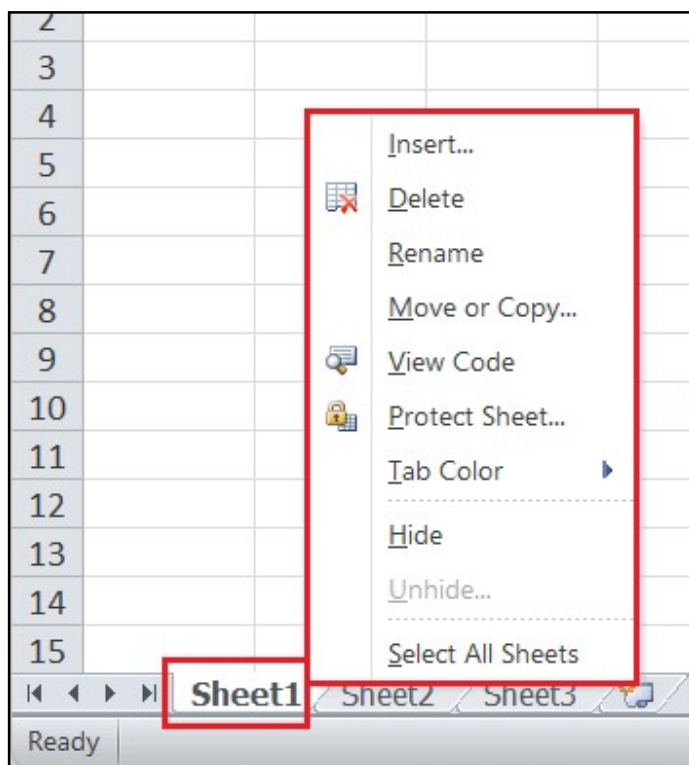 2
3
4
5
6
7
8
9
10
11
12
13
14
15
Insert...
Delete
Rename
Move or Copy...
View Code
Protect Sheet...
Tab Color
Hide
Unhide...
Select All Sheets
Sheet1 Sheet2 Sheet3
Ready